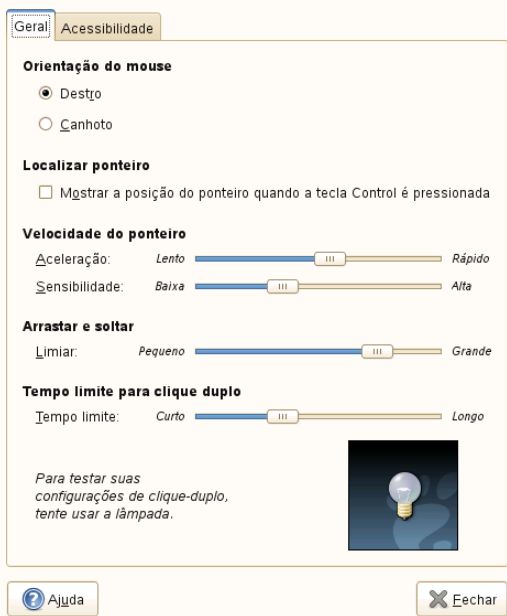 Geral Acessibilidade
Orientação do mouse
Destro
Canhoto
Localizar ponteiro
Mostrar a posição do ponteiro quando a tecla Control é pressionada
Velocidade do ponteiro
Aceleração: Lento Rápido
Sensibilidade: Baixa Alta
Arrastar e soltar
Limiar: Pequeno Grande
Tempo limite para clique duplo
Tempo limite: Curto Longo
Para testar suas
configurações de clique-duplo,
tente usar a lâmpada.
Ajuda Fechar